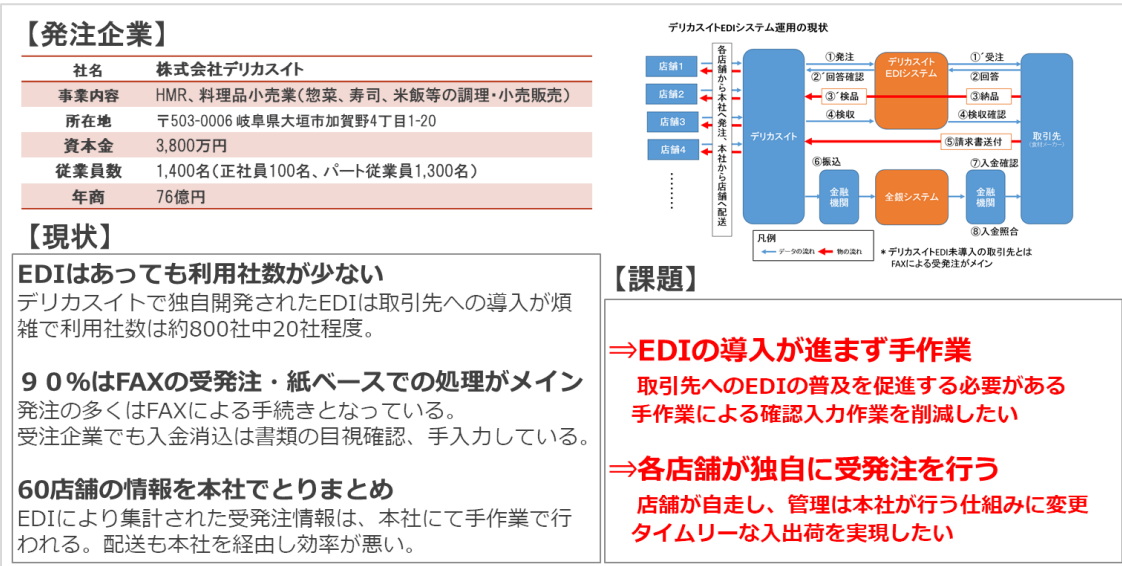 【発注企業】
社名 株式会社デリカスイト
事業内容 HMR、料理品小売業(惣菜、寿司、米飯等の調理・小売販売)
所在地 〒503-0006 岐阜県大垣市加賀野4丁目1-20
資本金 3,800万円
従業員数 1,400名(正社員100名、パート従業員1,300名)
年商 76億円
デリカスイトEDIシステム運用の現状
店舗1
店舗2
店舗3
店舗4
各店舗から本社へ発注、本社から店舗へ配送
デリカスイト
①発注
②´回答確認
③´検品
④検収
デリカスイト
EDIシステム
①´受注
②回答
③納品
④検収確認
⑤請求書送付
取引先
(食材メーカー)
⑥振込
金融
機関
全銀システム
⑦入金確認
金融
機関
⑧入金照合
凡例
データの流れ
物の流れ
*デリカスイトEDI未導入の取引先とは
FAXによる受発注がメイン
【現状】
EDIはあっても利用社数が少ない
デリカスイトで独自開発されたEDIは取引先への導入が煩
雑で利用社数は約800社中20社程度。
90%はFAXの受発注・紙ベースでの処理がメイン
発注の多くはFAXによる手続きとなっている。
受注企業でも入金消込は書類の目視確認、手入力している。
60店舗の情報を本社でとりまとめ
EDIにより集計された受発注情報は、本社にて手作業で行
われる。配送も本社を経由し効率が悪い。
【課題】
⇒EDIの導入が進まず手作業
取引先へのEDIの普及を促進する必要がある
手作業による確認入力作業を削減したい
⇒各店舗が独自に受発注を行う
店舗が自走し、管理は本社が行う仕組みに変更
タイムリーな入出荷を実現したい